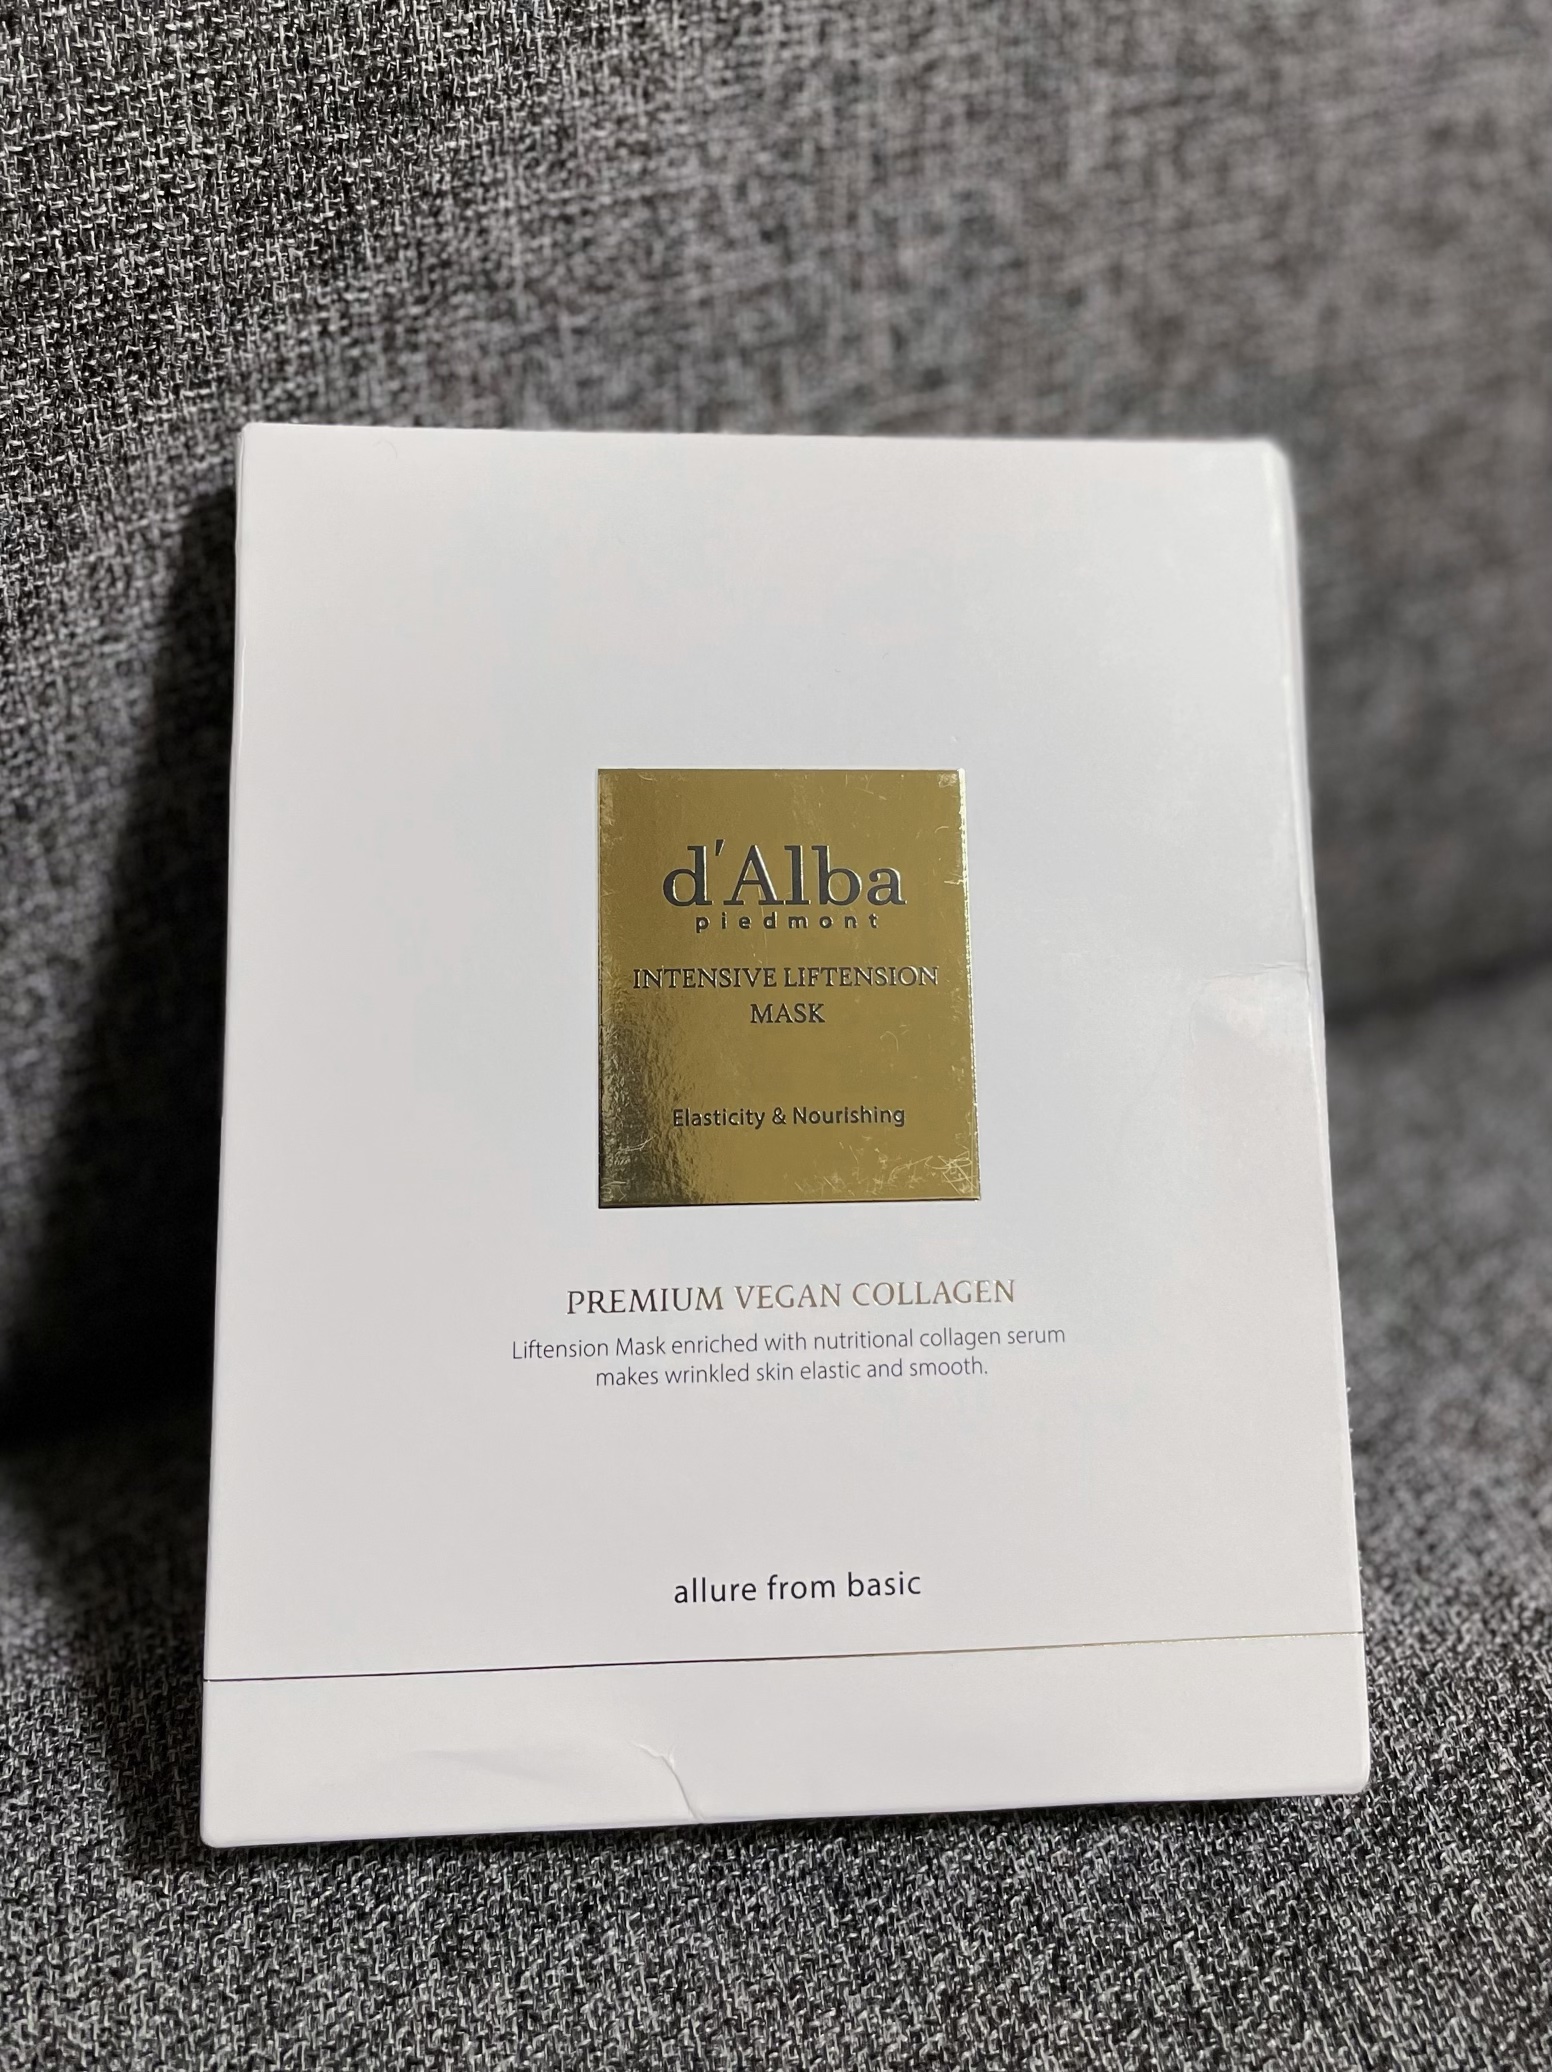 d'Alba
piedmont
INTENSIVE LIFTENSION
MASK
Elasticity & Nourishing
PREMIUM VEGAN COLLAGEN
Liftension Mask enriched with nutritional collagen serum
makes wrinkled skin elastic and smooth.
allure from basic